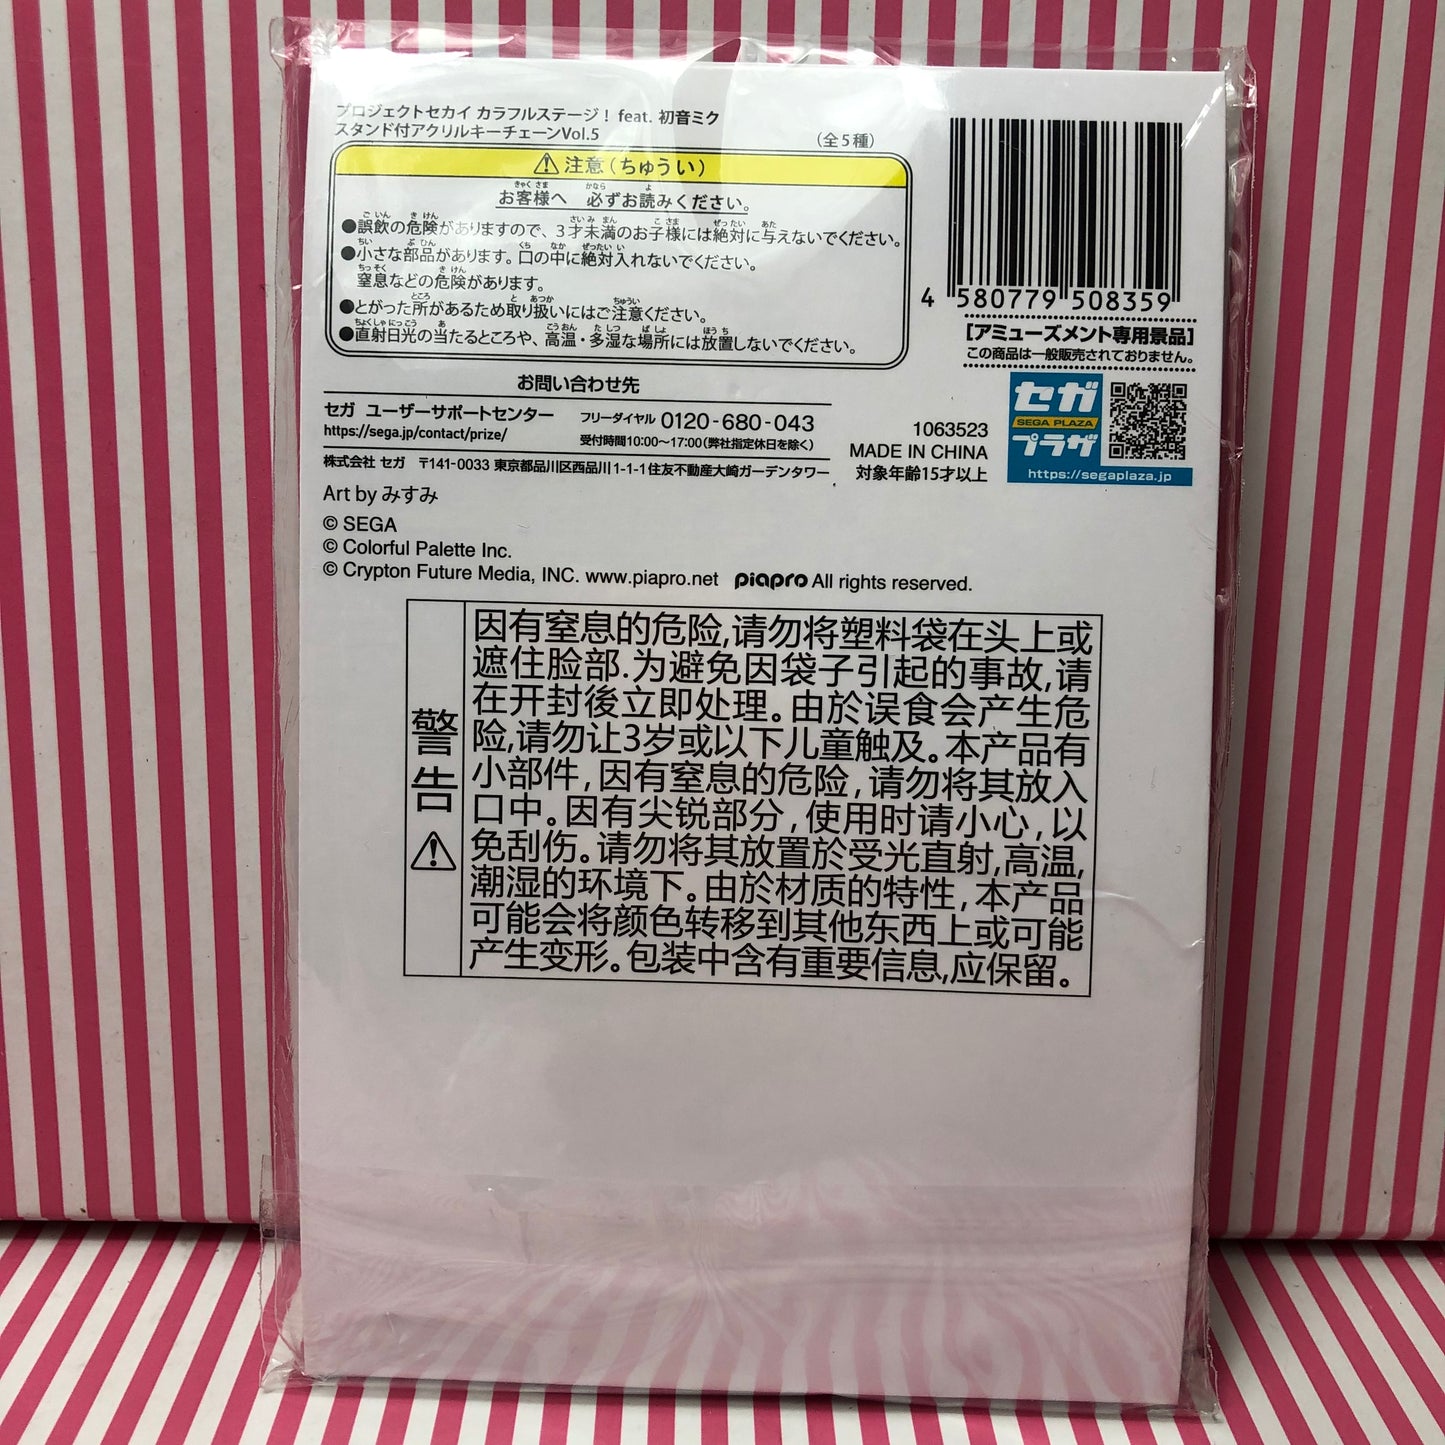 プロジェクトセカイ カラフルステージ！ feat. 初音ミク
スタンド付アクリルキーチェーンVol.5
（全5種）
⚠注意（ちゅうい）
お客様へ 必ずお読みください。
●誤飲の危険がありますので、3才未満のお子様には絶対に与えないでください。
●小さな部品があります。口の中に絶対入れないでください。
窒息などの危険があります。
●とがった所があるため取り扱いにはご注意ください。
●直射日光の当たるところや、高温・多湿な場所には放置しないでください。
4 580779 508359
［アミューズメント専用景品］
この商品は一般販売されておりません。
お問い合わせ先
セガ ユーザーサポートセンター
https://sega.jp/contact/prize/
フリーダイヤル 0120-680-043
受付時間10:00〜17:00（弊社指定休日を除く）
株式会社 セガ 〒141-0033 東京都品川区西品川1-1-1住友不動産大崎ガーデンタワー
1063523
MADE IN CHINA
対象年齢15才以上
セガ
SEGA PLAZA
プラザ
https://segaplaza.jp
Art by みすみ
© SEGA
© Colorful Palette Inc.
© Crypton Future Media, INC. www.piapro.net piapro All rights reserved.
警告⚠
因有窒息的危险,请勿将塑料袋在头上或
遮住脸部.为避免因袋子引起的事故,请
在开封後立即处理。由於误食会产生危
险,请勿让3岁或以下儿童触及。本产品有
小部件,因有窒息的危险,请勿将其放入
口中。因有尖锐部分,使用时请小心,以
免刮伤。请勿将其放置於受光直射,高温,
潮湿的环境下。由於材质的特性,本产品
可能会将颜色转移到其他东西上或可能
产生变形。包装中含有重要信息,应保留。